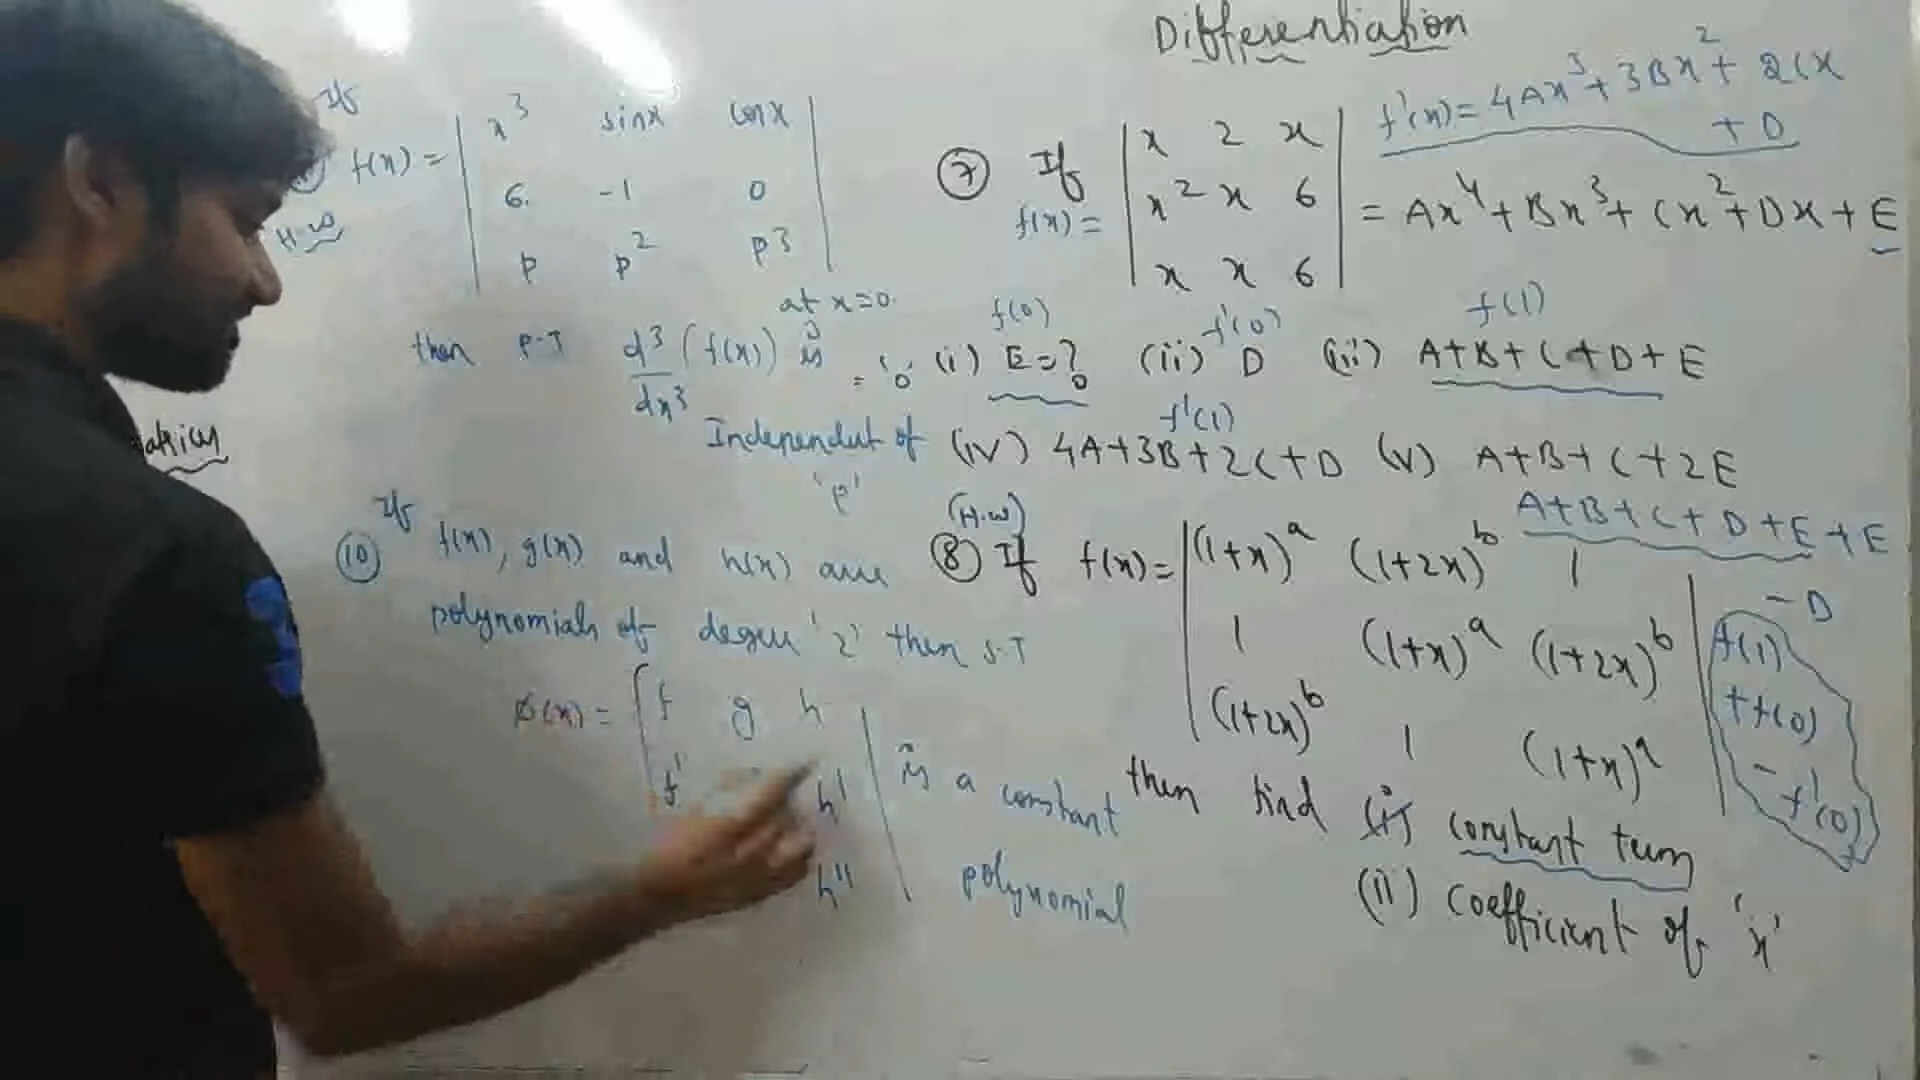 Differentiation
If
f(x) = | x³ sinx cosx |
H.W
6. -1 0
p p² p³
at x=0
then P.T d³/dx³ (f(x)) is = '0'
Independent of
'p'
⑦ If
f(x) =
| x 2 x |
| x² x 6 |
| x x 6 |
= Ax⁴ + Bx³ + Cx² + Dx + E
f'(x) = 4Ax³ + 3Bx² + 2Cx
+ D
f(0) f'(0) f(1)
(i) E = ? (ii) D (iii) A+B+C+D+E
f'(1)
(iv) 4A+3B+2C+D (v) A+B+C+2E
A+B+C+D+E+E
- D
f(1)
+f(0)
- f'(0)
(H.W)
⑧ If f(x) = | (1+x)ᵃ (1+2x)ᵇ 1 |
| 1 (1+x)ᵃ (1+2x)ᵇ |
| (1+2x)ᵇ 1 (1+x)ᵃ |
then find (i) constant term
(ii) coefficient of 'x'
⑩ If f(x), g(x) and h(x) are
polynomials of degree '2' then S.T
ø(x) = | f g h |
f' h'
h''
is a constant
polynomial